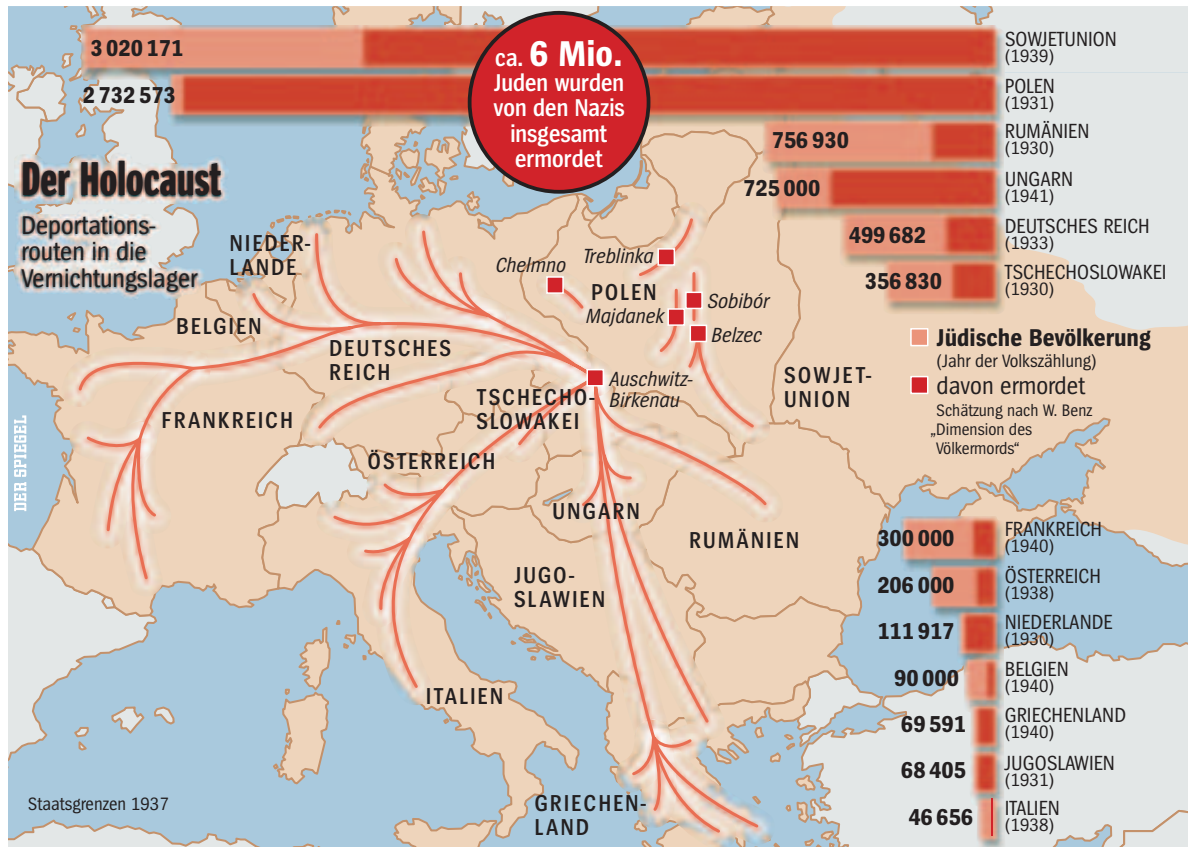 3 020 171
SOWJETUNION
(1939)
2 732 573
POLEN
(1931)
756 930
RUMÄNIEN
(1930)
725 000
UNGARN
(1941)
499 682
DEUTSCHES REICH
(1933)
356 830
TSCHECHOSLOWAKEI
(1930)
ca. 6 Mio.
Juden wurden
von den Nazis
insgesamt
ermordet
Der Holocaust
Deportations-
routen in die
Vernichtungslager
Jüdische Bevölkerung
(Jahr der Volkszählung)
davon ermordet
Schätzung nach W. Benz
„Dimension des
Völkermords“
NIEDER-
LANDE
BELGIEN
DEUTSCHES
REICH
FRANKREICH
Chelmno
Treblinka
POLEN
Majdanek
Sobibór
Belzec
Auschwitz-
Birkenau
TSCHECHO-
SLOWAKEI
SOWJET-
UNION
ÖSTERREICH
UNGARN
RUMÄNIEN
JUGO-
SLAWIEN
ITALIEN
GRIECHEN-
LAND
300 000
FRANKREICH
(1940)
206 000
ÖSTERREICH
(1938)
111 917
NIEDERLANDE
(1930)
90 000
BELGIEN
(1940)
69 591
GRIECHENLAND
(1940)
68 405
JUGOSLAWIEN
(1931)
46 656
ITALIEN
(1938)
Staatsgrenzen 1937
DER SPIEGEL